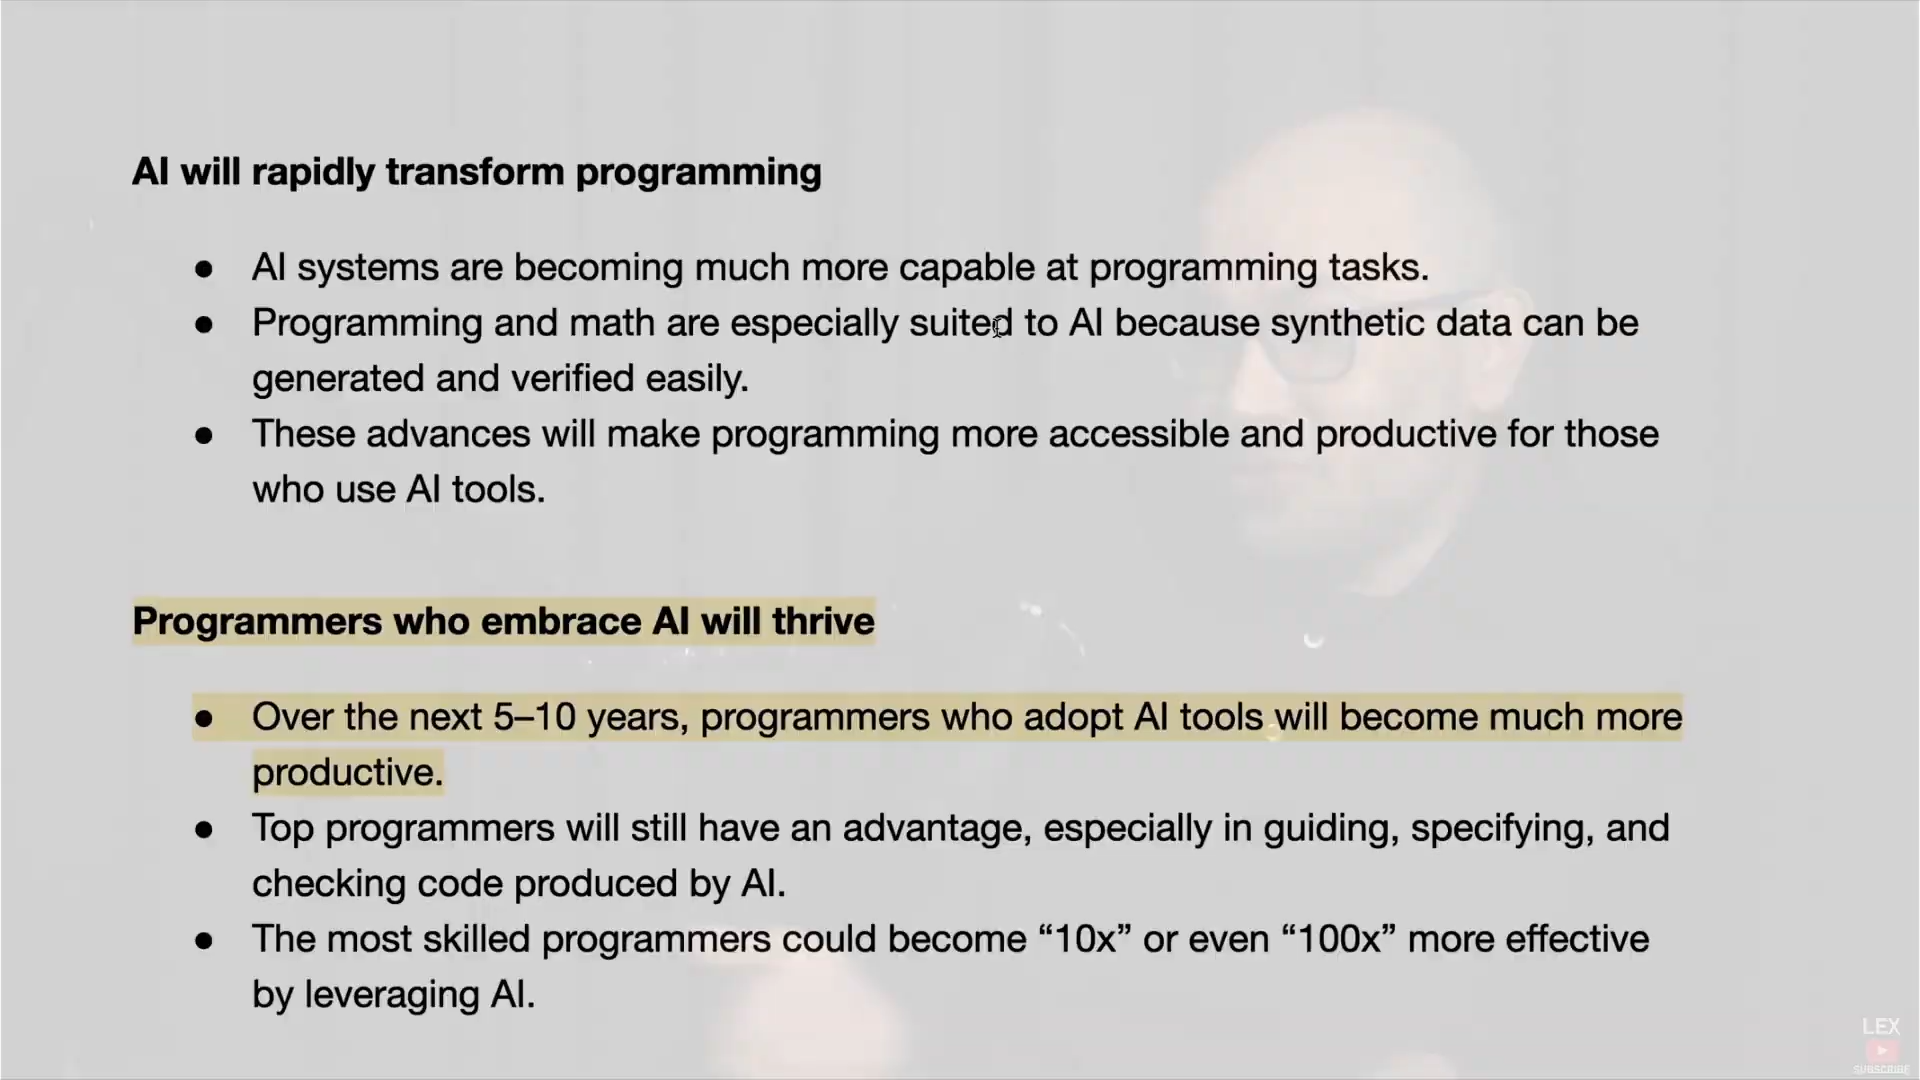 AI will rapidly transform programming
● AI systems are becoming much more capable at programming tasks.
● Programming and math are especially suited to AI because synthetic data can be
generated and verified easily.
● These advances will make programming more accessible and productive for those
who use AI tools.
Programmers who embrace AI will thrive
● Over the next 5–10 years, programmers who adopt AI tools will become much more
productive.
● Top programmers will still have an advantage, especially in guiding, specifying, and
checking code produced by AI.
● The most skilled programmers could become “10x” or even “100x” more effective
by leveraging AI.
LEX
SUBSCRIBE